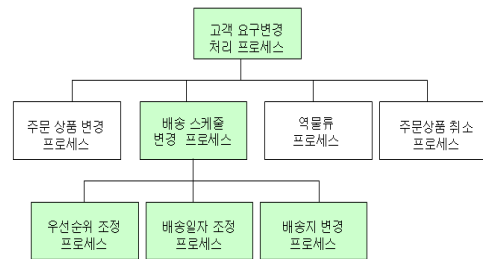 고객 요구변경
처리 프로세스
주문 상품 변경
프로세스
배송 스케줄
변경 프로세스
역물류
프로세스
주문상품 취소
프로세스
우선순위 조정
프로세스
배송일자 조정
프로세스
배송지 변경
프로세스